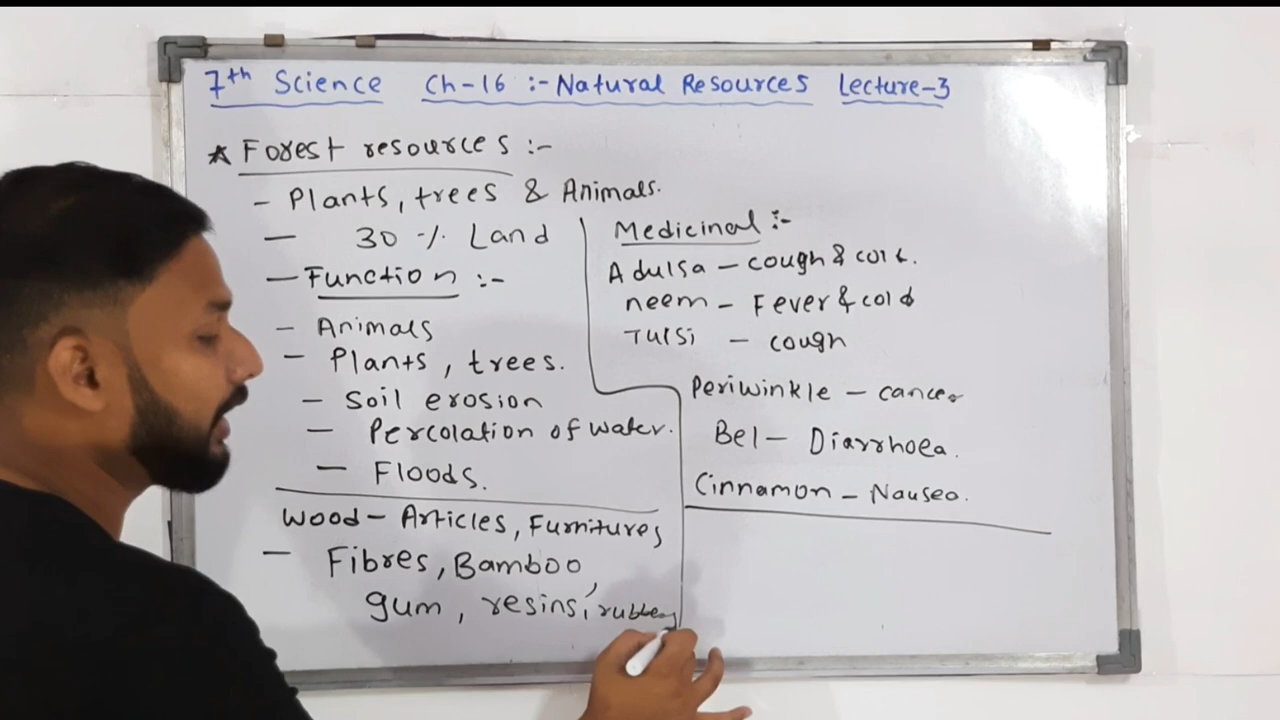 7th Science Ch-16 :- Natural Resources Lecture-3
* Forest resources :-
- Plants, trees & Animals.
- 30 % Land
- Function :-
- Animals
- Plants, trees.
- Soil erosion
- Percolation of water.
- Floods.
Wood - Articles, Furnitures
- Fibres, Bamboo,
gum, resins, rubber,
Medicinal :-
Adulsa - cough & cold.
neem - Fever & cold
Tulsi - cough
Periwinkle - cancer
Bel - Diarrhoea.
Cinnamon - Nausea.